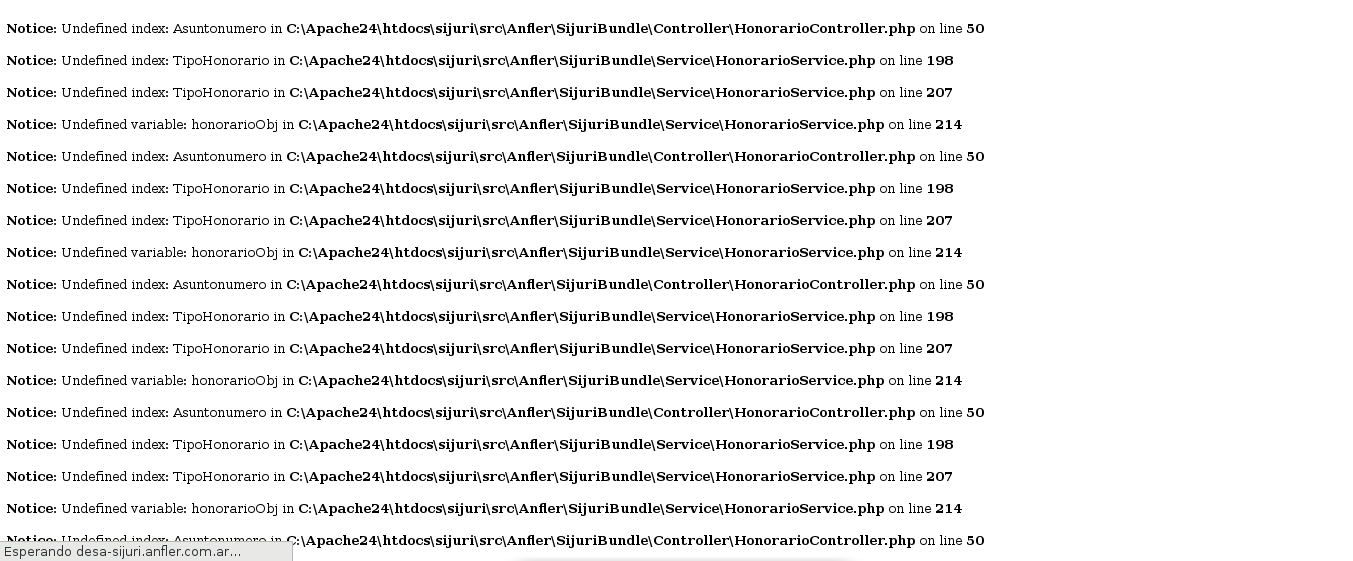 Notice: Undefined index: Asuntonumero in C:\Apache24\htdocs\sijuri\src\Anfler\SijuriBundle\Controller\HonorarioController.php on line 50
Notice: Undefined index: TipoHonorario in C:\Apache24\htdocs\sijuri\src\Anfler\SijuriBundle\Service\HonorarioService.php on line 198
Notice: Undefined index: TipoHonorario in C:\Apache24\htdocs\sijuri\src\Anfler\SijuriBundle\Service\HonorarioService.php on line 207
Notice: Undefined variable: honorarioObj in C:\Apache24\htdocs\sijuri\src\Anfler\SijuriBundle\Service\HonorarioService.php on line 214
Notice: Undefined index: Asuntonumero in C:\Apache24\htdocs\sijuri\src\Anfler\SijuriBundle\Controller\HonorarioController.php on line 50
Notice: Undefined index: TipoHonorario in C:\Apache24\htdocs\sijuri\src\Anfler\SijuriBundle\Service\HonorarioService.php on line 198
Notice: Undefined index: TipoHonorario in C:\Apache24\htdocs\sijuri\src\Anfler\SijuriBundle\Service\HonorarioService.php on line 207
Notice: Undefined variable: honorarioObj in C:\Apache24\htdocs\sijuri\src\Anfler\SijuriBundle\Service\HonorarioService.php on line 214
Notice: Undefined index: Asuntonumero in C:\Apache24\htdocs\sijuri\src\Anfler\SijuriBundle\Controller\HonorarioController.php on line 50
Notice: Undefined index: TipoHonorario in C:\Apache24\htdocs\sijuri\src\Anfler\SijuriBundle\Service\HonorarioService.php on line 198
Notice: Undefined index: TipoHonorario in C:\Apache24\htdocs\sijuri\src\Anfler\SijuriBundle\Service\HonorarioService.php on line 207
Notice: Undefined variable: honorarioObj in C:\Apache24\htdocs\sijuri\src\Anfler\SijuriBundle\Service\HonorarioService.php on line 214
Notice: Undefined index: Asuntonumero in C:\Apache24\htdocs\sijuri\src\Anfler\SijuriBundle\Controller\HonorarioController.php on line 50
Notice: Undefined index: TipoHonorario in C:\Apache24\htdocs\sijuri\src\Anfler\SijuriBundle\Service\HonorarioService.php on line 198
Notice: Undefined index: TipoHonorario in C:\Apache24\htdocs\sijuri\src\Anfler\SijuriBundle\Service\HonorarioService.php on line 207
Notice: Undefined variable: honorarioObj in C:\Apache24\htdocs\sijuri\src\Anfler\SijuriBundle\Service\HonorarioService.php on line 214
Notice: Undefined index: Asuntonumero in C:\Apache24\htdocs\sijuri\src\Anfler\SijuriBundle\Controller\HonorarioController.php on line 50
Esperando desa-sijuri.anfler.com.ar...